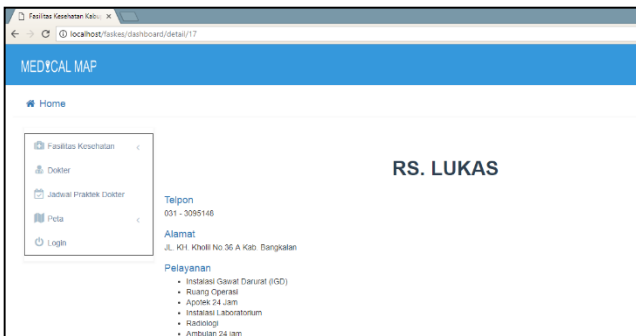 Fasilitas Kesehatan Kabu
localhost/faskes/dashboard/detail/17
MEDICAL MAP
Home
Fasilitas Kesehatan
Dokter
Jadwal Praktek Dokter
Peta
Login
RS. LUKAS
Telpon
031 - 3095146
Alamat
JL. KH. Kholil No 36 A Kab. Bangkalan
Pelayanan
Instalasi Gawat Darurat (IGD)
Ruang Operasi
Apotek 24 Jam
Instalasi Laboratorium
Radiologi
Ambulan 24 jam